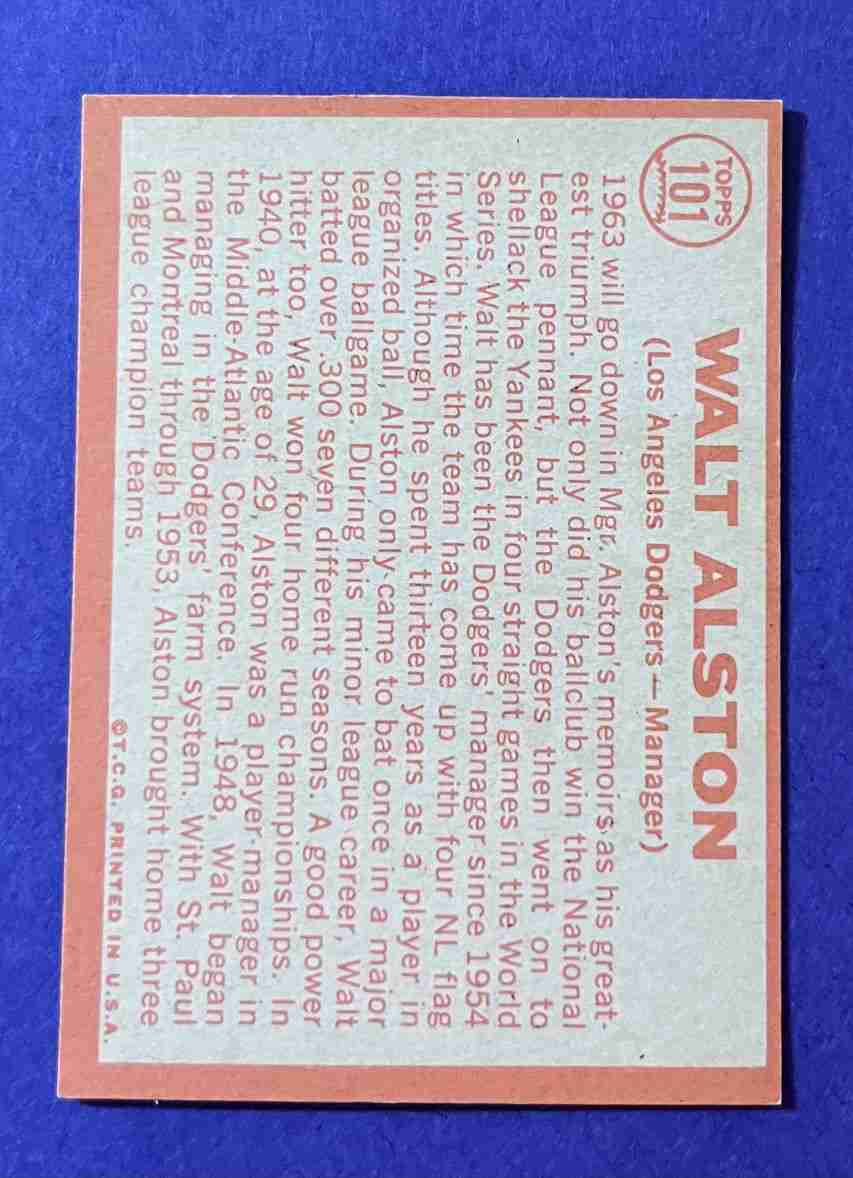 TOPPS
101
WALT ALSTON
(Los Angeles Dodgers—Manager)
1963 will go down in Mgr. Alston's memoirs as his great-
est triumph. Not only did his ballclub win the National
League pennant, but the Dodgers then went on to
shellack the Yankees in four straight games in the World
Series. Walt has been the Dodgers' manager since 1954
in which time the team has come up with four NL flag
titles. Although he spent thirteen years as a player in
organized ball, Alston only came to bat once in a major
league ballgame. During his minor league career, Walt
batted over .300 seven different seasons. A good power
hitter too, Walt won four home run championships. In
1940, at the age of 29, Alston was a player-manager in
the Middle-Atlantic Conference. In 1948, Walt began
managing in the Dodgers' farm system. With St. Paul
and Montreal through 1953, Alston brought home three
league champion teams.
©T.C.G. PRINTED IN U.S.A.